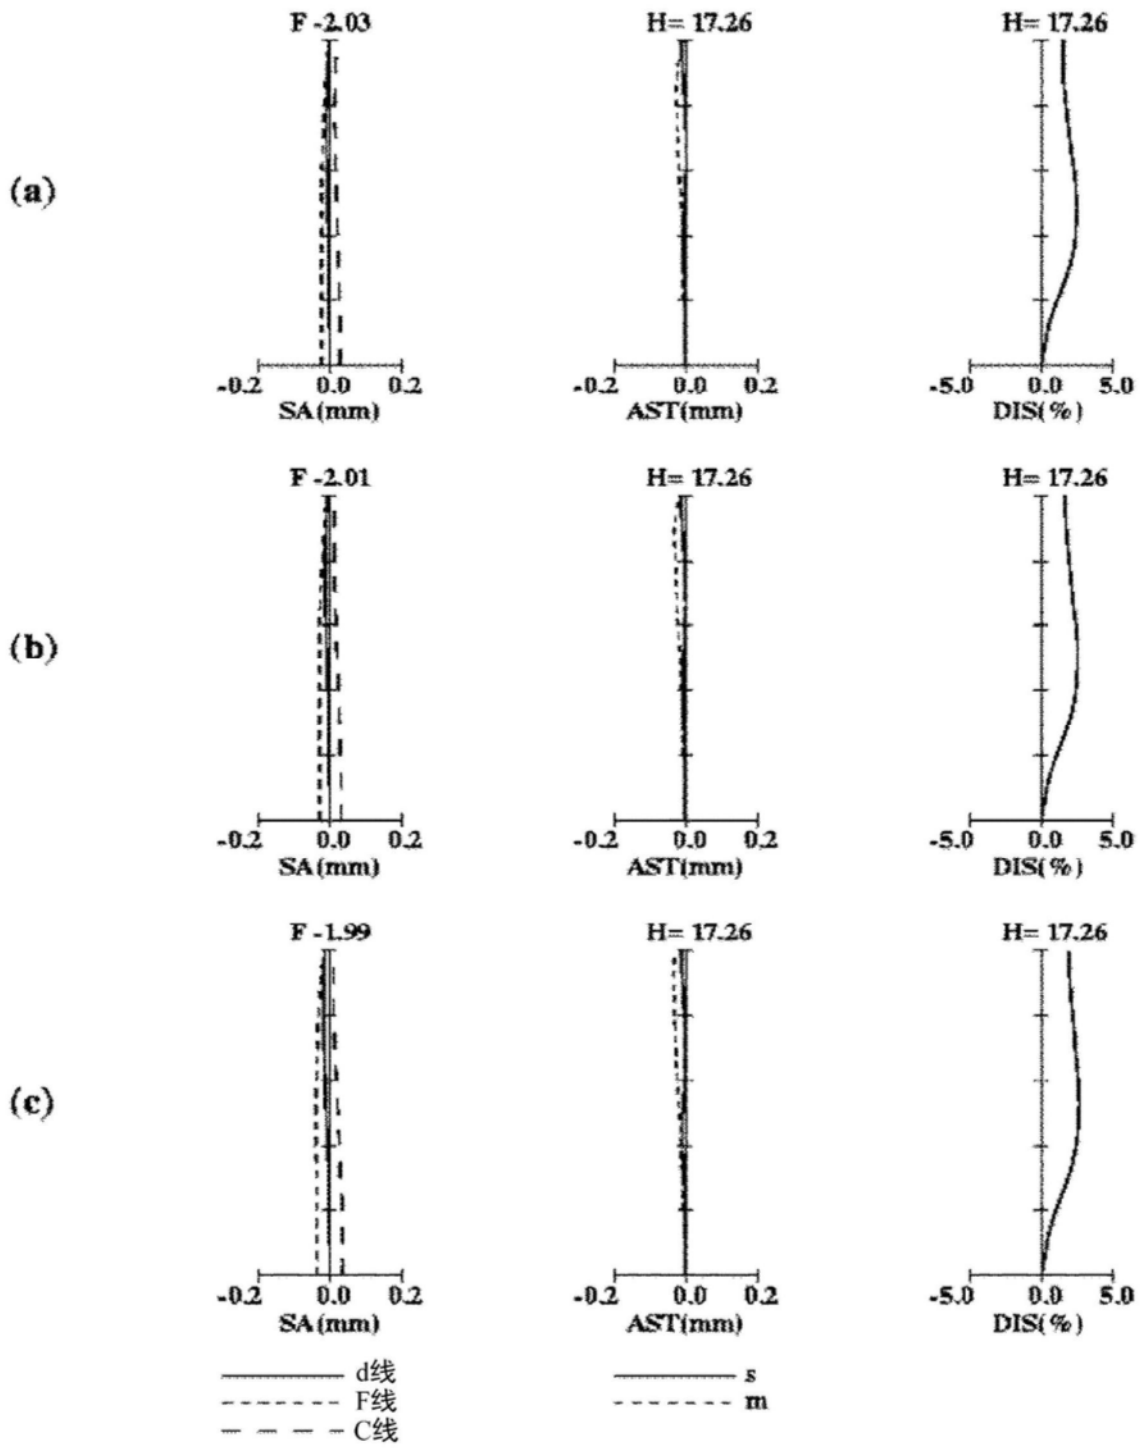 F -2.03 H= 17.26 H= 17.26
(a)
-0.2 0.0 0.2 -0.2 0.0 0.2 -5.0 0.0 5.0
SA(mm) AST(mm) DIS(%)
F -2.01 H= 17.26 H= 17.26
(b)
-0.2 0.0 0.2 -0.2 0.0 0.2 -5.0 0.0 5.0
SA(mm) AST(mm) DIS(%)
F -1.99 H= 17.26 H= 17.26
(c)
-0.2 0.0 0.2 -0.2 0.0 0.2 -5.0 0.0 5.0
SA(mm) AST(mm) DIS(%)
d线 s
F线 m
C线